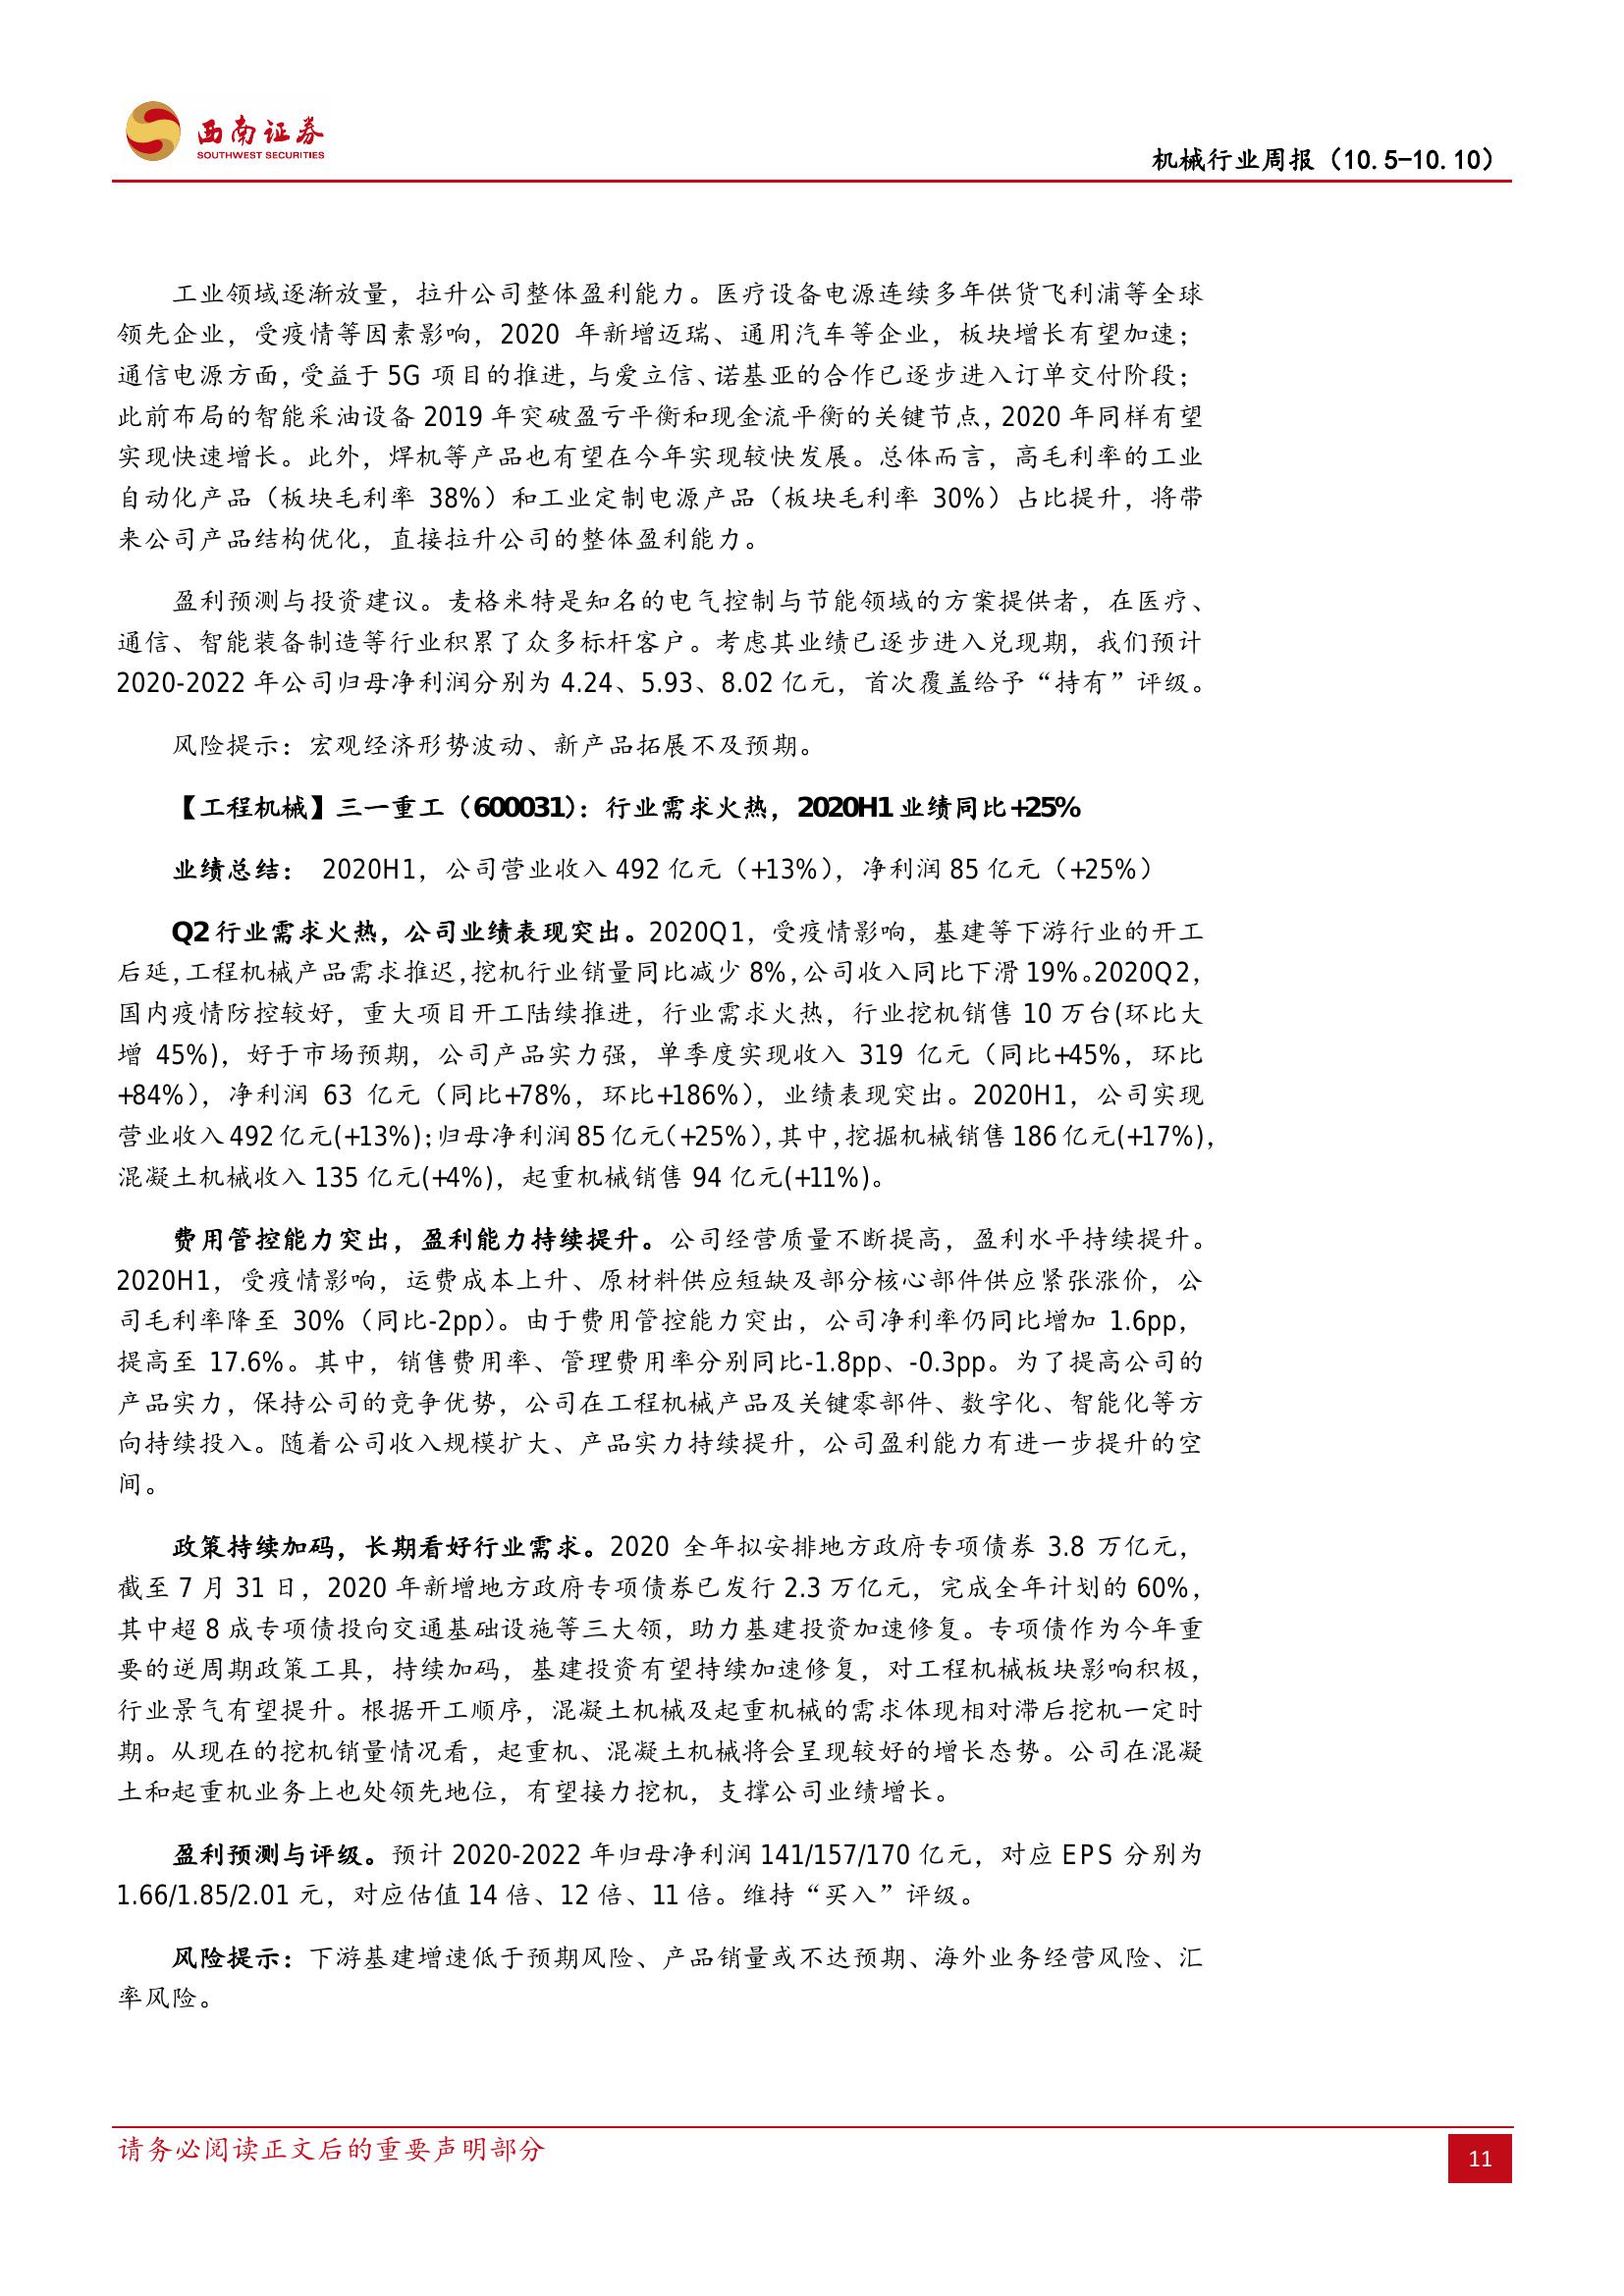 西南证券
SOUTHWEST SECURITIES
机械行业周报（10.5-10.10）
工业领域逐渐放量，拉升公司整体盈利能力。医疗设备电源连续多年供货飞利浦等全球
领先企业，受疫情等因素影响，2020 年新增迈瑞、通用汽车等企业，板块增长有望加速；
通信电源方面，受益于 5G 项目的推进，与爱立信、诺基亚的合作已逐步进入订单交付阶段；
此前布局的智能采油设备 2019 年突破盈亏平衡和现金流平衡的关键节点，2020 年同样有望
实现快速增长。此外，焊机等产品也有望在今年实现较快发展。总体而言，高毛利率的工业
自动化产品（板块毛利率 38%）和工业定制电源产品（板块毛利率 30%）占比提升，将带
来公司产品结构优化，直接拉升公司的整体盈利能力。
盈利预测与投资建议。麦格米特是知名的电气控制与节能领域的方案提供者，在医疗、
通信、智能装备制造等行业积累了众多标杆客户。考虑其业绩已逐步进入兑现期，我们预计
2020-2022 年公司归母净利润分别为 4.24、5.93、8.02 亿元，首次覆盖给予“持有”评级。
风险提示：宏观经济形势波动、新产品拓展不及预期。
【工程机械】三一重工（600031）：行业需求火热，2020H1 业绩同比+25%
业绩总结： 2020H1，公司营业收入 492 亿元（+13%），净利润 85 亿元（+25%）
Q2 行业需求火热，公司业绩表现突出。2020Q1，受疫情影响，基建等下游行业的开工
后延，工程机械产品需求推迟，挖机行业销量同比减少 8%，公司收入同比下滑 19%。2020Q2，
国内疫情防控较好，重大项目开工陆续推进，行业需求火热，行业挖机销售 10 万台(环比大
增 45%)，好于市场预期，公司产品实力强，单季度实现收入 319 亿元（同比+45%，环比
+84%），净利润 63 亿元（同比+78%，环比+186%），业绩表现突出。2020H1，公司实现
营业收入 492 亿元(+13%)；归母净利润 85 亿元（+25%），其中，挖掘机械销售 186 亿元(+17%)，
混凝土机械收入 135 亿元(+4%)，起重机械销售 94 亿元(+11%)。
费用管控能力突出，盈利能力持续提升。公司经营质量不断提高，盈利水平持续提升。
2020H1，受疫情影响，运费成本上升、原材料供应短缺及部分核心部件供应紧张涨价，公
司毛利率降至 30%（同比-2pp）。由于费用管控能力突出，公司净利率仍同比增加 1.6pp，
提高至 17.6%。其中，销售费用率、管理费用率分别同比-1.8pp、-0.3pp。为了提高公司的
产品实力，保持公司的竞争优势，公司在工程机械产品及关键零部件、数字化、智能化等方
向持续投入。随着公司收入规模扩大、产品实力持续提升，公司盈利能力有进一步提升的空
间。
政策持续加码，长期看好行业需求。2020 全年拟安排地方政府专项债券 3.8 万亿元，
截至 7 月 31 日，2020 年新增地方政府专项债券已发行 2.3 万亿元，完成全年计划的 60%，
其中超 8 成专项债投向交通基础设施等三大领，助力基建投资加速修复。专项债作为今年重
要的逆周期政策工具，持续加码，基建投资有望持续加速修复，对工程机械板块影响积极，
行业景气有望提升。根据开工顺序，混凝土机械及起重机械的需求体现相对滞后挖机一定时
期。从现在的挖机销量情况看，起重机、混凝土机械将会呈现较好的增长态势。公司在混凝
土和起重机业务上也处领先地位，有望接力挖机，支撑公司业绩增长。
盈利预测与评级。预计 2020-2022 年归母净利润 141/157/170 亿元，对应 EPS 分别为
1.66/1.85/2.01 元，对应估值 14 倍、12 倍、11 倍。维持“买入”评级。
风险提示：下游基建增速低于预期风险、产品销量或不达预期、海外业务经营风险、汇
率风险。
请务必阅读正文后的重要声明部分
11